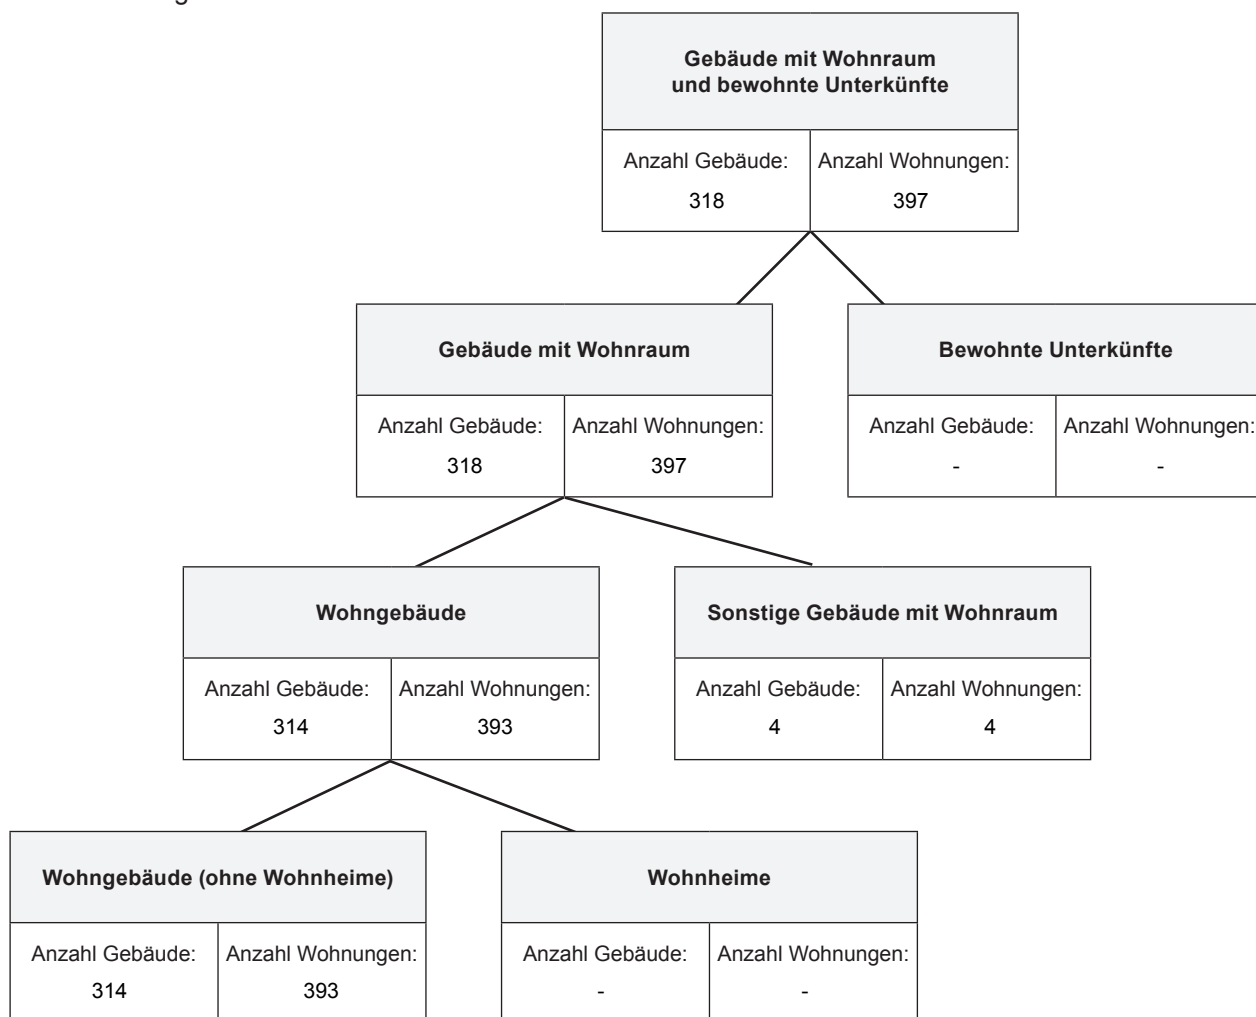 Gebäude mit Wohnraum
und bewohnte Unterkünfte
Anzahl Gebäude: Anzahl Wohnungen:
318 397
Gebäude mit Wohnraum
Anzahl Gebäude: Anzahl Wohnungen:
318 397
Bewohnte Unterkünfte
Anzahl Gebäude: Anzahl Wohnungen:
- -
Wohngebäude
Anzahl Gebäude: Anzahl Wohnungen:
314 393
Sonstige Gebäude mit Wohnraum
Anzahl Gebäude: Anzahl Wohnungen:
4 4
Wohngebäude (ohne Wohnheime)
Anzahl Gebäude: Anzahl Wohnungen:
314 393
Wohnheime
Anzahl Gebäude: Anzahl Wohnungen:
- -